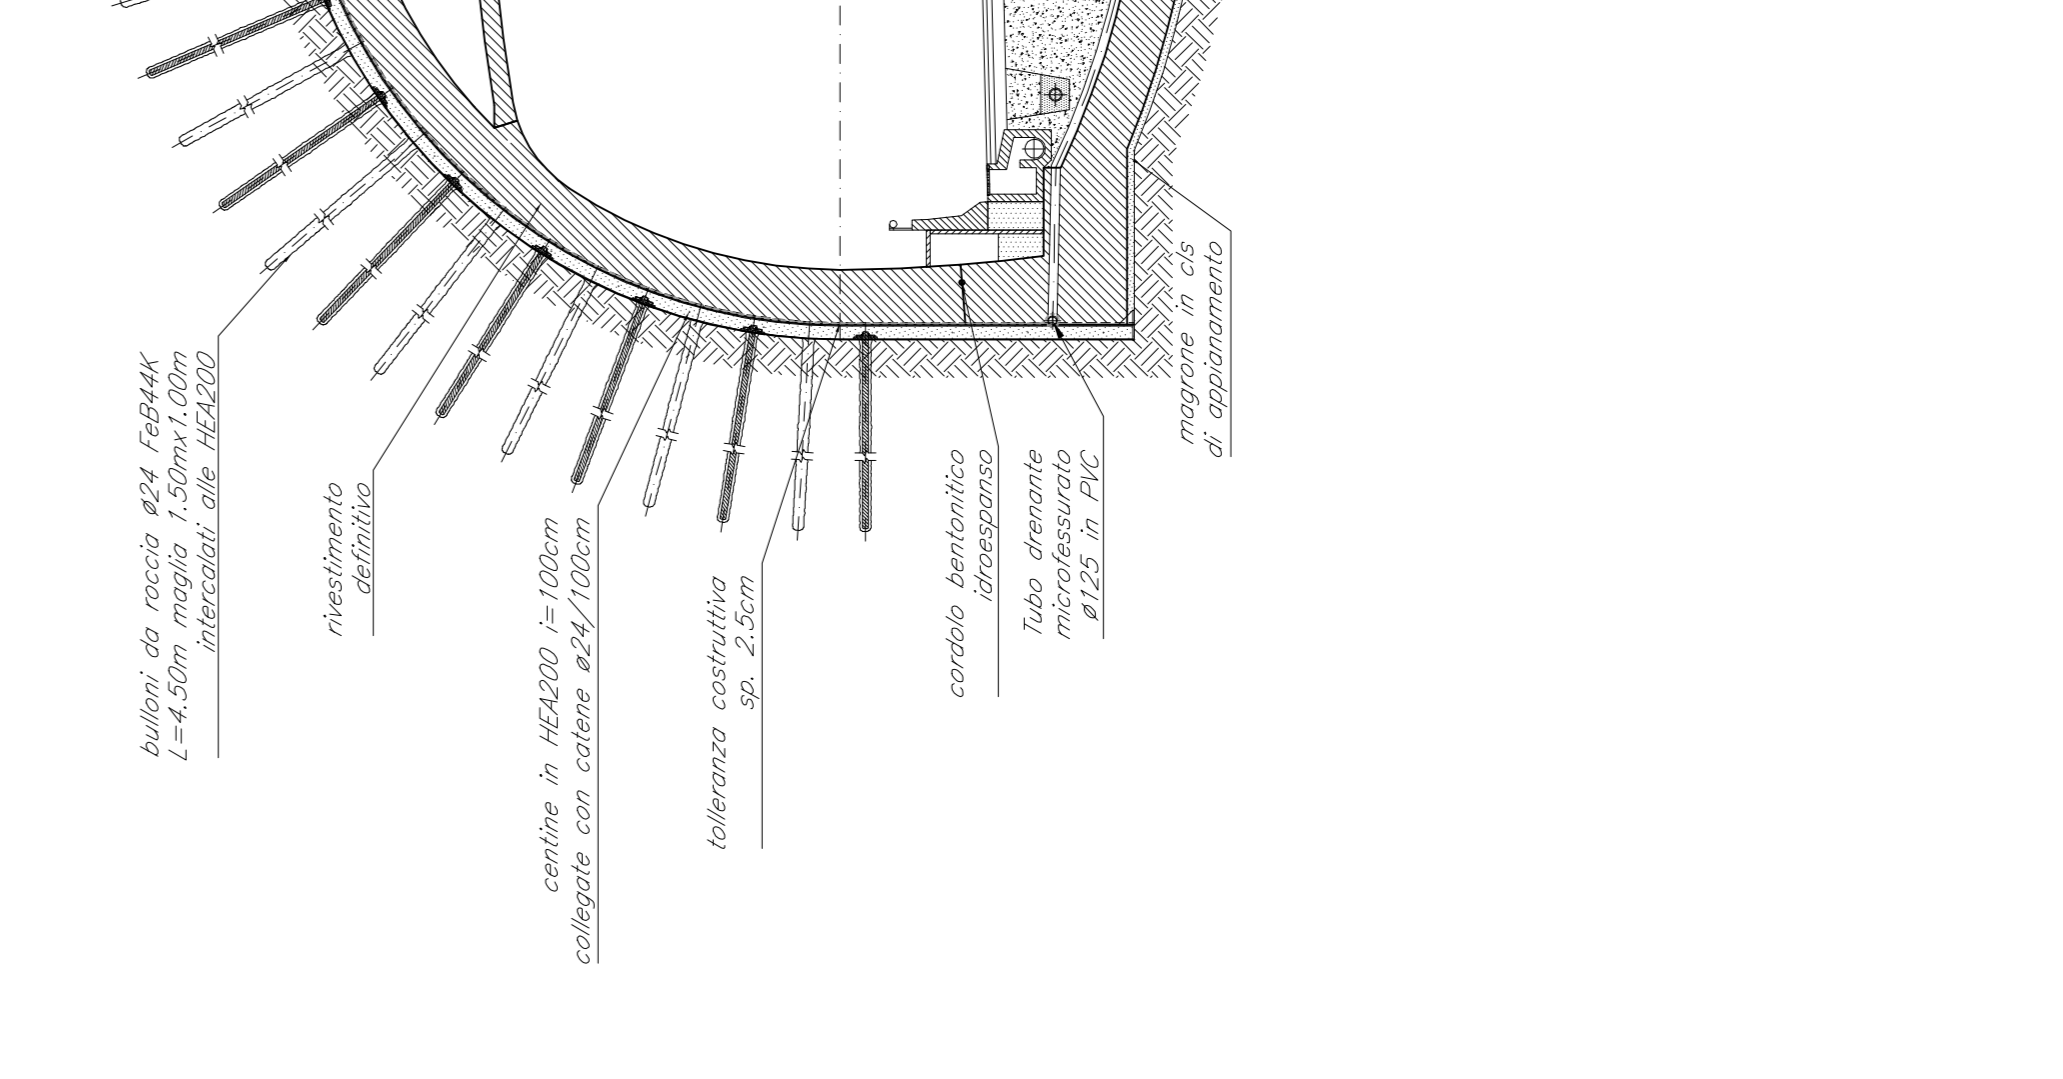 bulloni da roccia ø24 FeB44K
L=4.50m maglia 1.50mx1.00m
intercalati alle HEA200
rivestimento
definitivo
centine in HEA200 i=100cm
collegate con catene ø24/100cm
tolleranza costruttiva
sp. 2.5cm
cordolo bentonitico
idroespanso
Tubo drenante
microfessurato
ø125 in PVC
magrone in cls
di appianamento